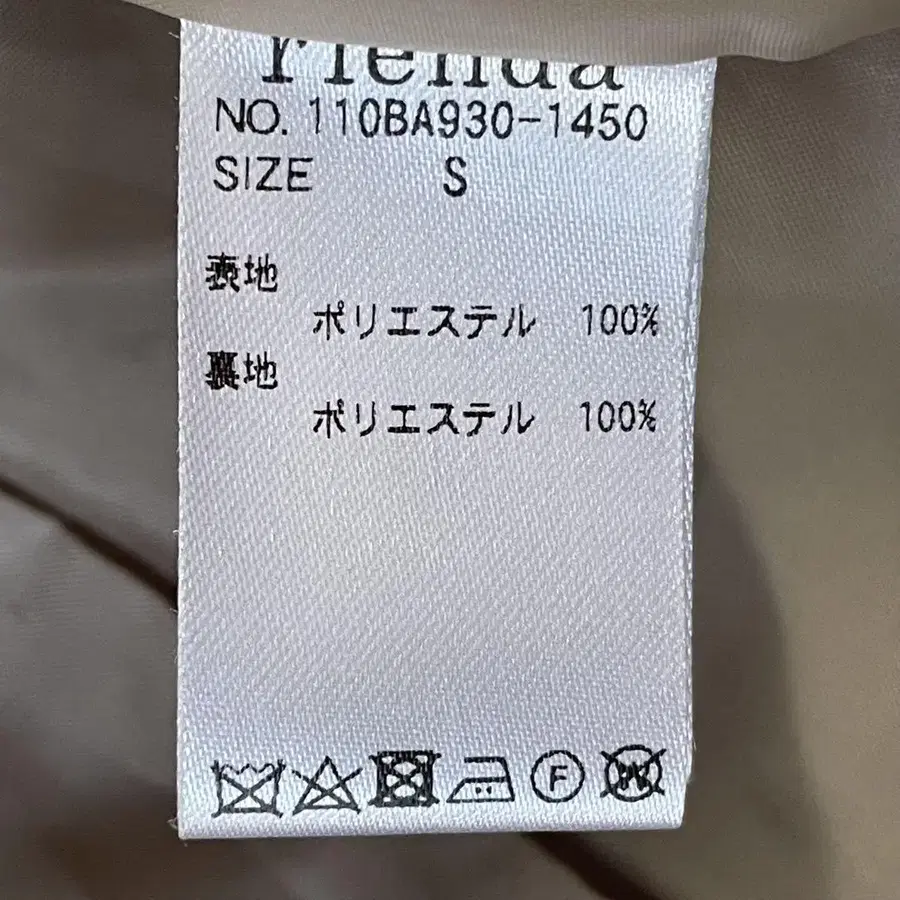 rienda
NO. 110BA930-1450
SIZE S
表地
ポリエステル 100%
裏地
ポリエステル 100%
F
W